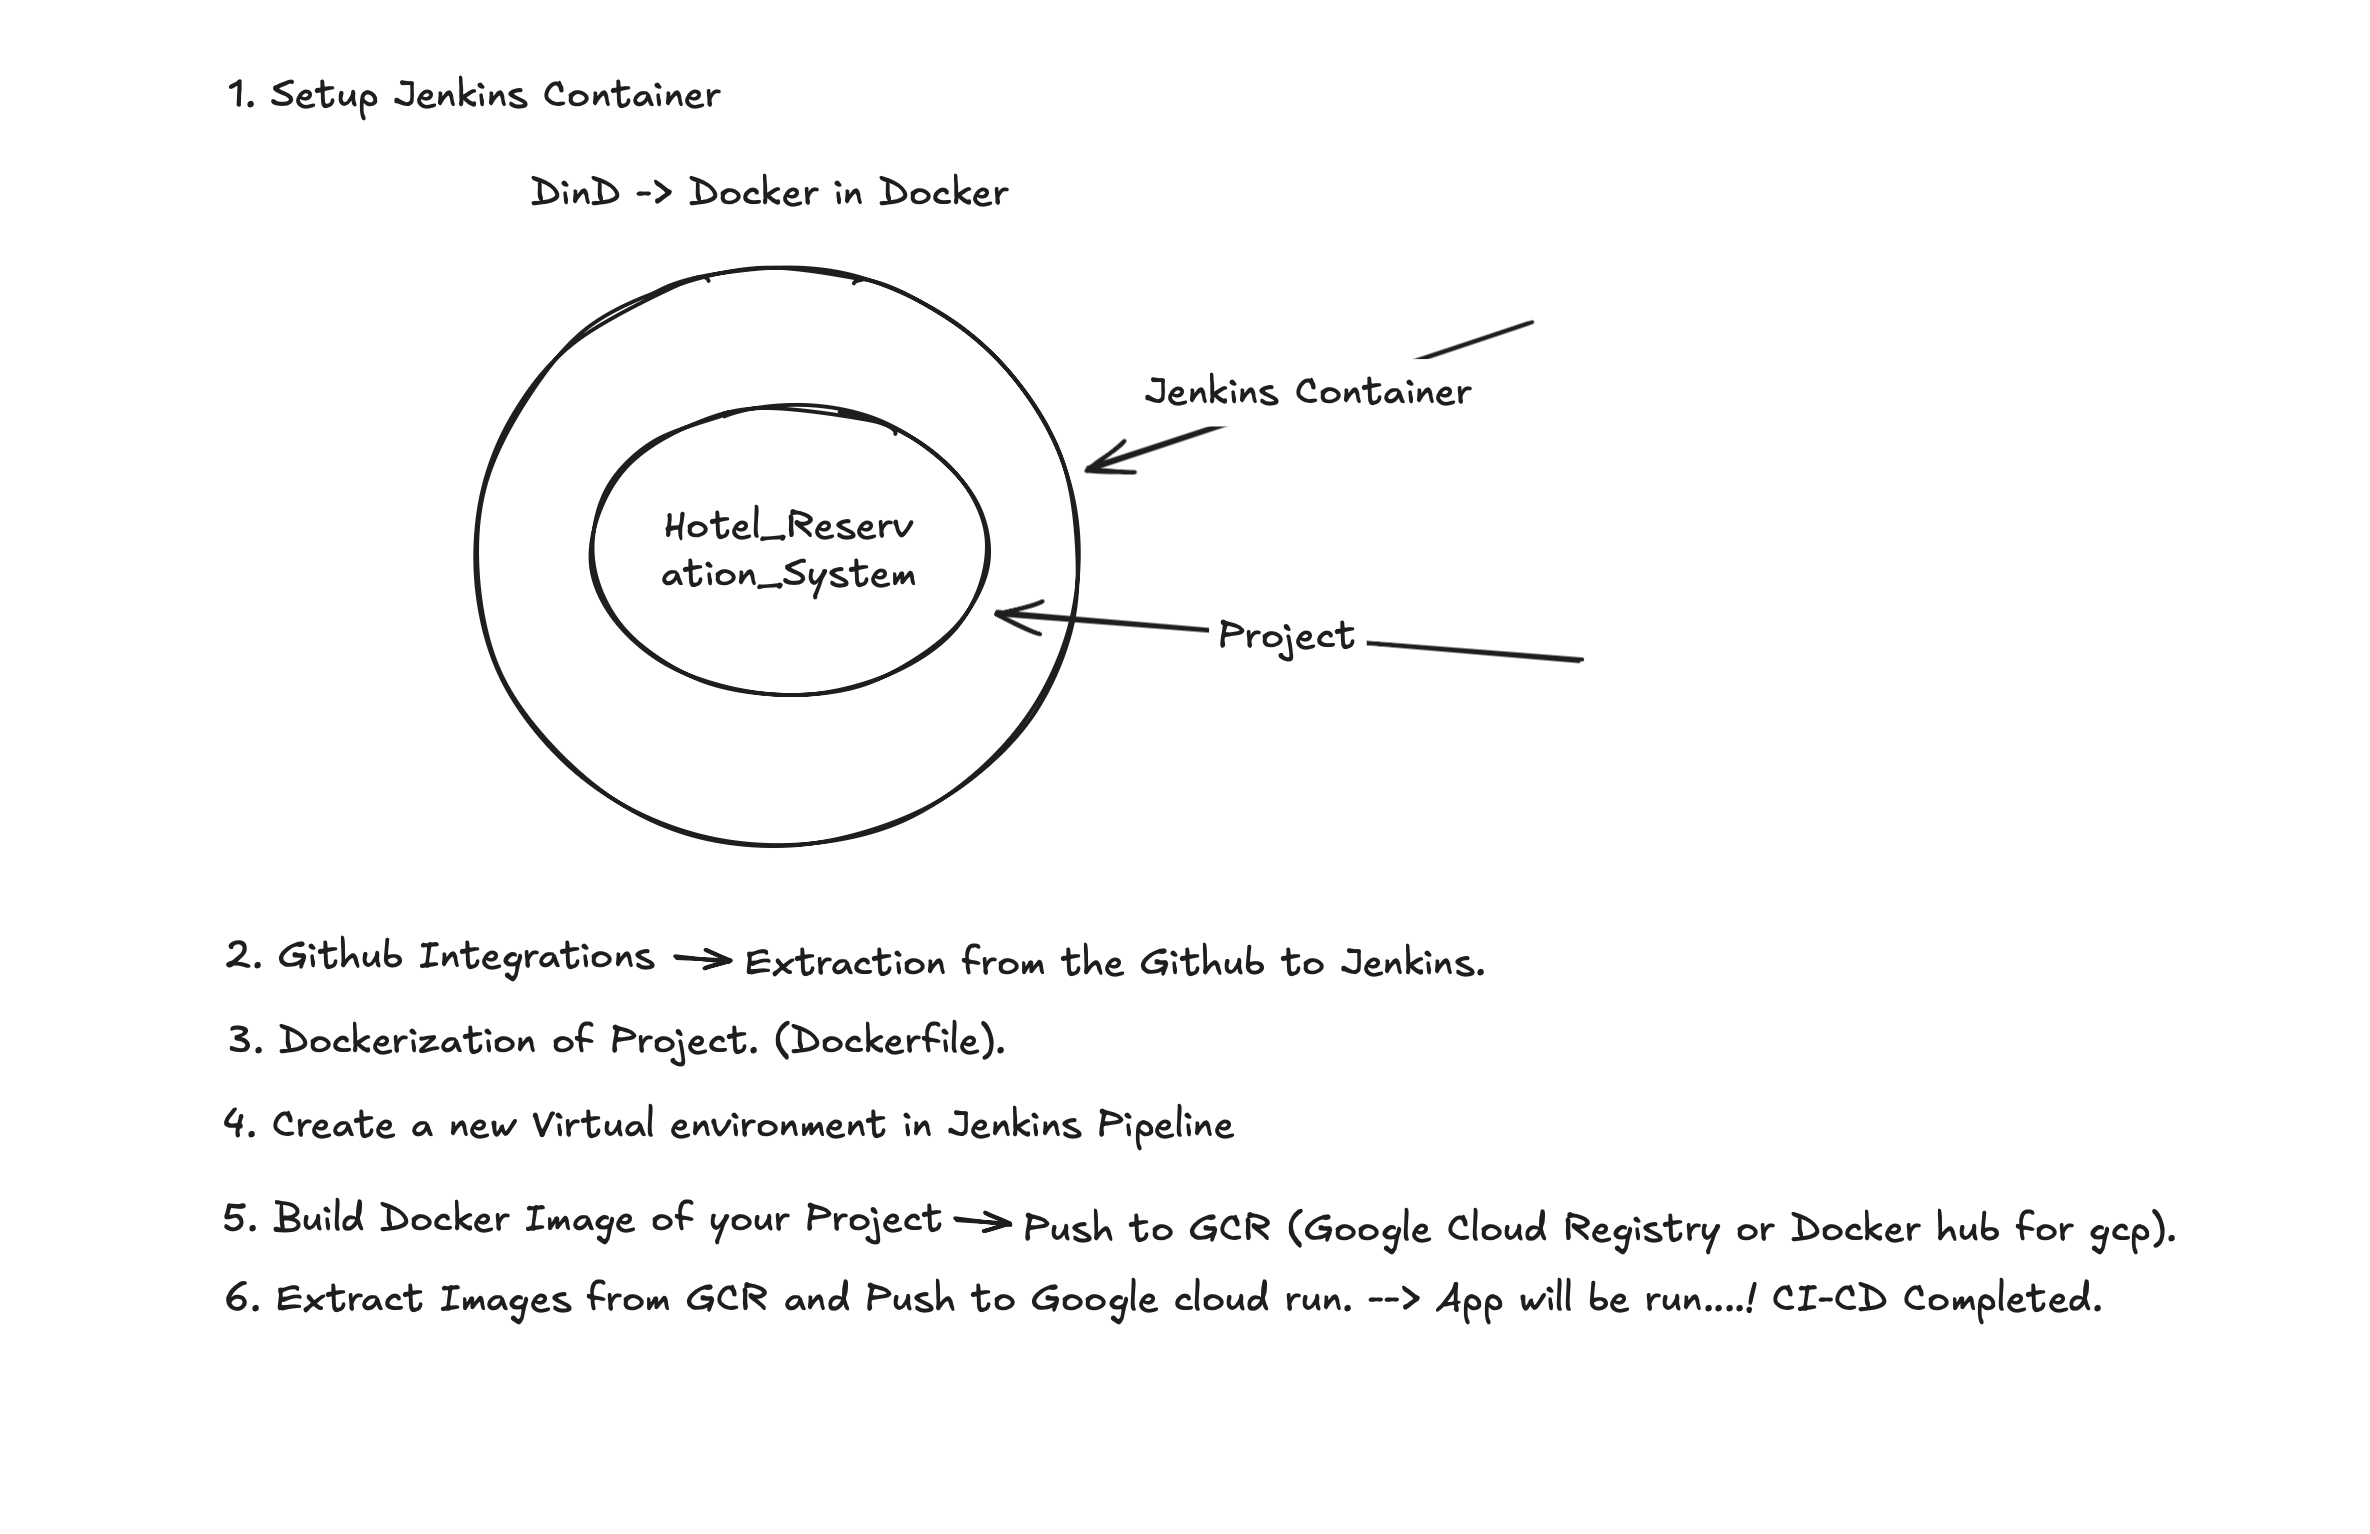 1. Setup Jenkins Container
DinD --> Docker in Docker
Jenkins Container
Hotel_Reserv
ation_System
Project
2. Github Integrations
Extraction from the Github to Jenkins.
3. Dockerization of Project. (Dockerfile).
4. Create a new Virtual environment in Jenkins Pipeline
5. Build Docker Image of your Project
Push to GCR (Google Cloud Registry or Docker hub for gcp).
6. Extract Images from GCR and Push to Google cloud run. ---> App will be run....! CI-CD Completed.